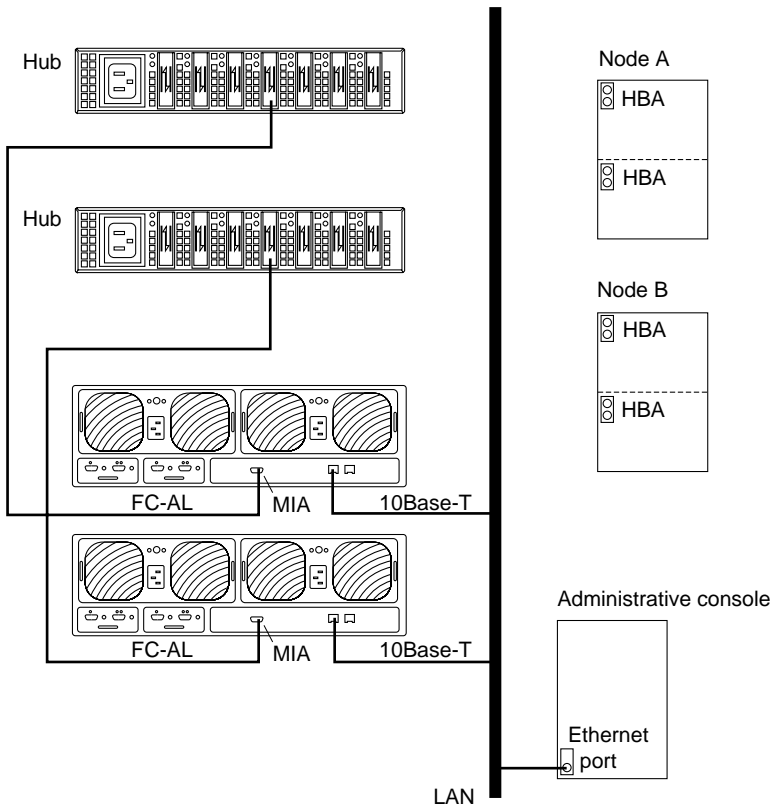 Hub
Node A
HBA
HBA
Hub
Node B
HBA
HBA
FC-AL
MIA
10Base-T
FC-AL
MIA
10Base-T
Administrative console
Ethernet
port
LAN